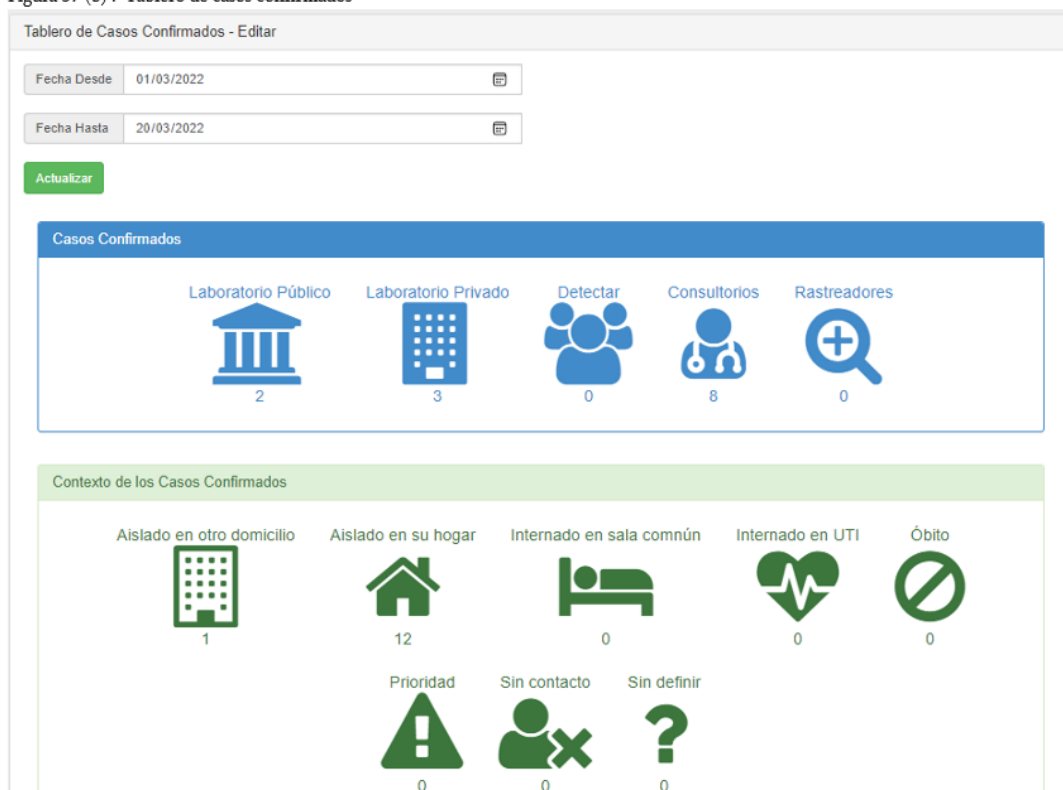 Tablero de Casos Confirmados - Editar
Fecha Desde 01/03/2022
Fecha Hasta 20/03/2022
Actualizar
Casos Confirmados
Laboratorio Público Laboratorio Privado Detectar Consultorios Rastreadores
2 3 0 8 0
Contexto de los Casos Confirmados
Aislado en otro domicilio Aislado en su hogar Internado en sala comnún Internado en UTI Óbito
1 12 0 0 0
Prioridad Sin contacto Sin definir
0 0 0